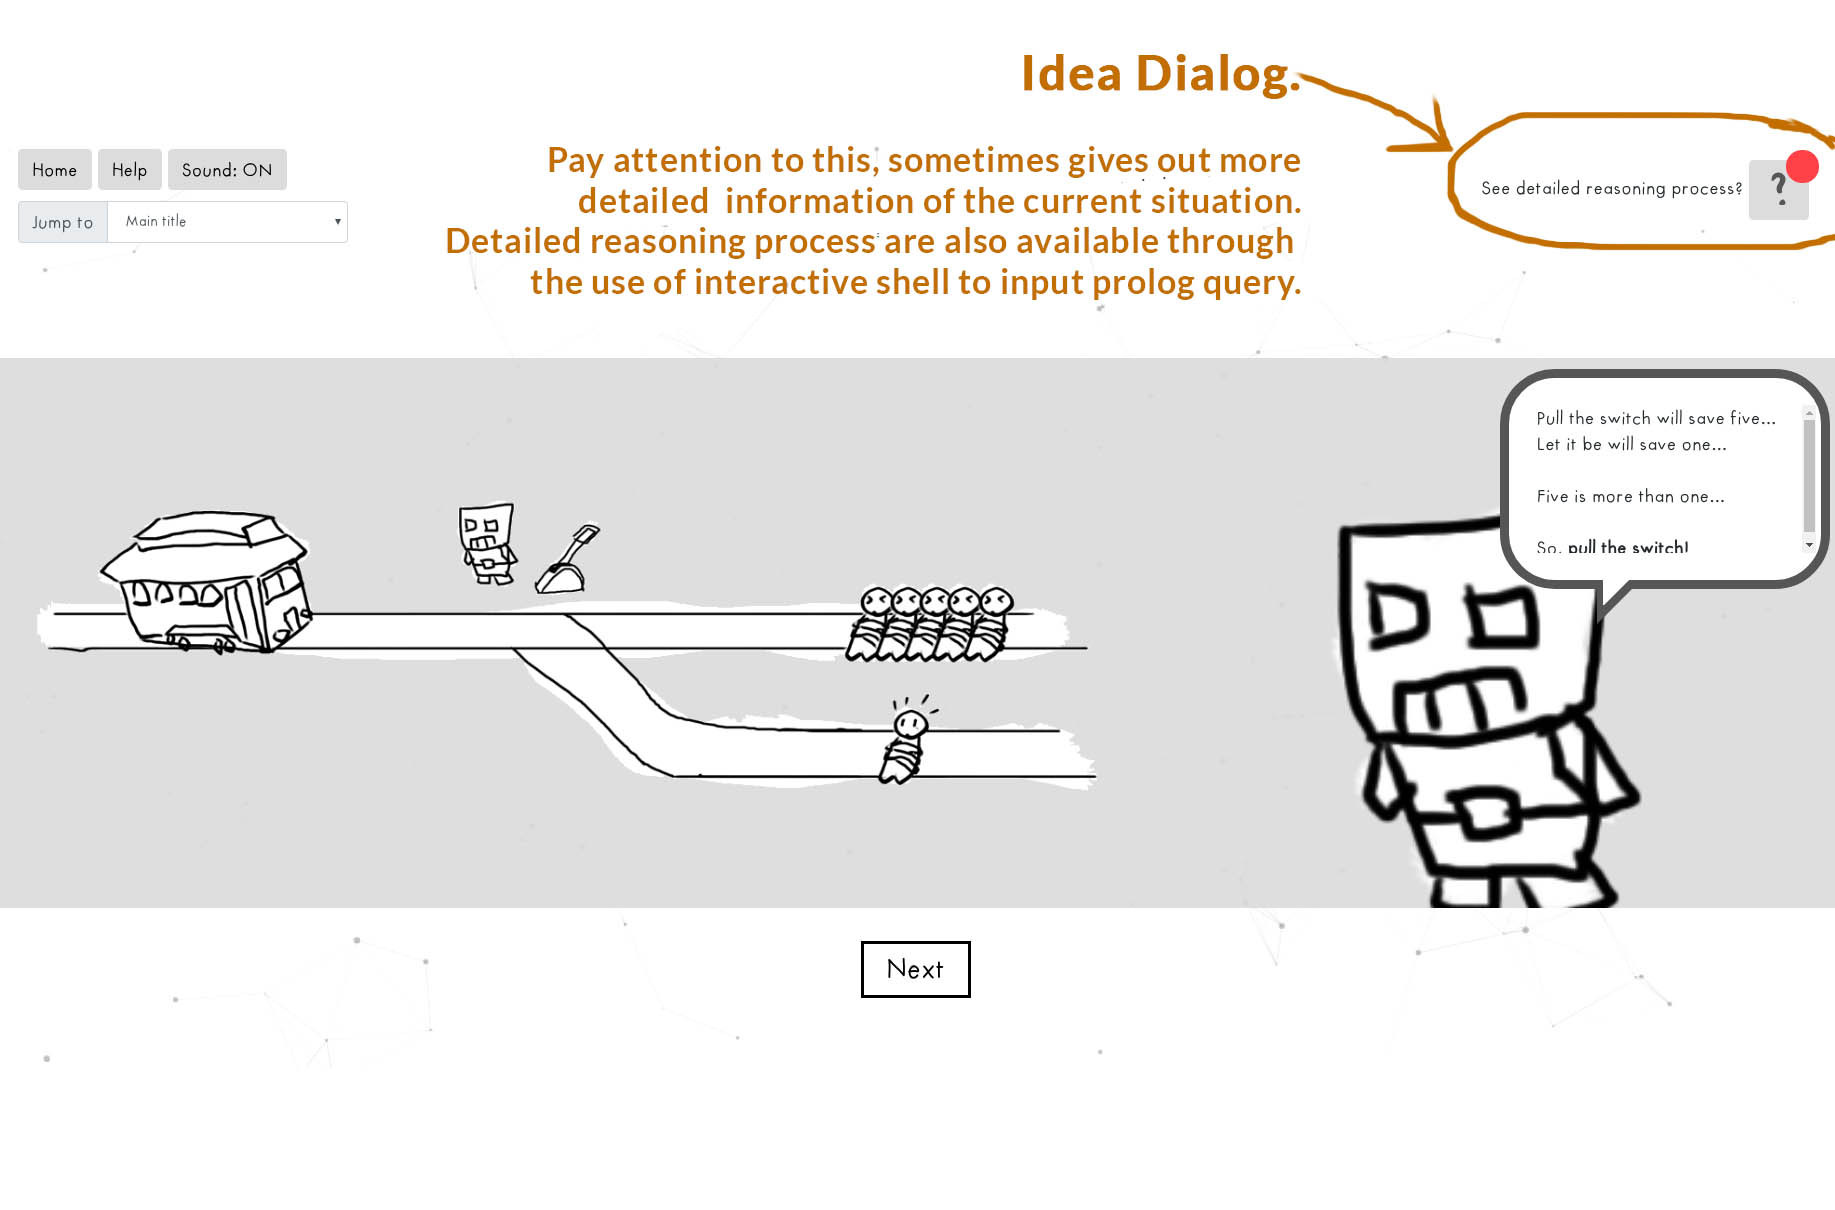 Idea Dialog.
Pay attention to this, sometimes gives out more
detailed information of the current situation.
Detailed reasoning process are also available through
the use of interactive shell to input prolog query.
Home
Help
Sound: ON
Jump to
Main title
See detailed reasoning process?
?
Pull the switch will save five...
Let it be will save one...
Five is more than one...
So, pull the switch!
Next